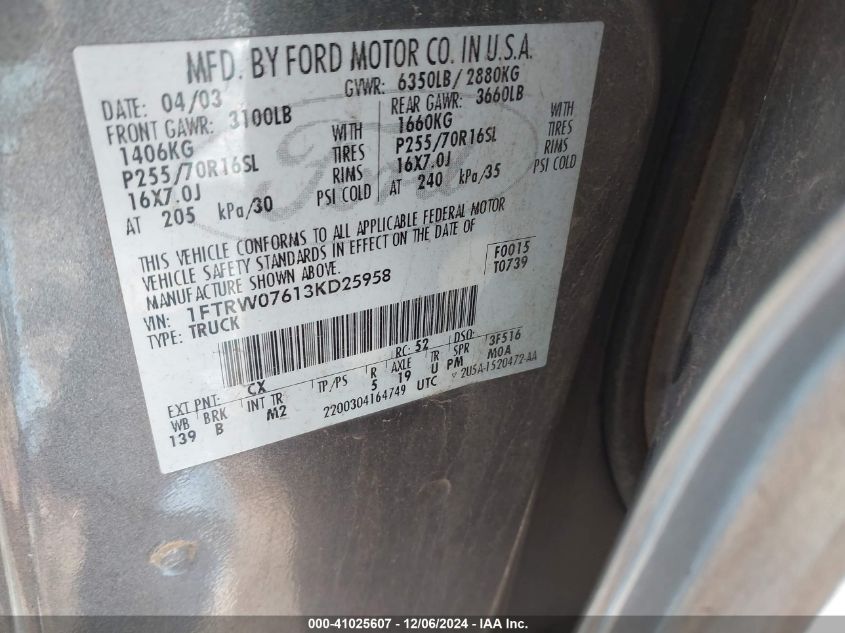 MFD. BY FORD MOTOR CO. IN U.S.A.
DATE: 04/03 GVWR: 6350LB/ 2880KG
FRONT GAWR: 3100LB REAR GAWR: 3660LB
1406KG WITH 1660KG WITH
P255/70R16SL TIRES P255/70R16SL TIRES
16X7.0J RIMS 16X7.0J RIMS
AT 205 kPa/30 PSI COLD AT 240 kPa/35 PSI COLD
Ford
THIS VEHICLE CONFORMS TO ALL APPLICABLE FEDERAL MOTOR
VEHICLE SAFETY STANDARDS IN EFFECT ON THE DATE OF
MANUFACTURE SHOWN ABOVE.
F0015
T0739
VIN: 1FTRW07613KD25958
TYPE: TRUCK
EXT PNT: CX RC: 52 DSO: 3F516
WB BRK INT TR TP/PS R AXLE TR SPR M0A
139 B M2 5 19 U PM
2200304164749 UTC 2U5A-1520472-AA
000-41025607 - 12/06/2024 - IAA Inc.